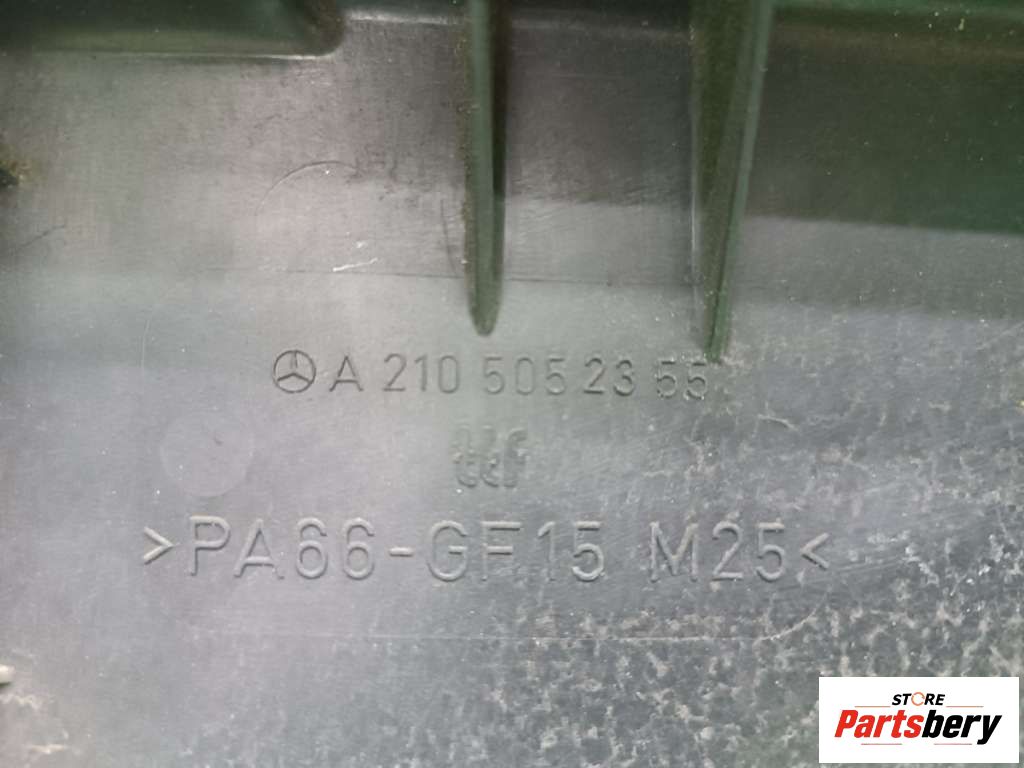 A 210 505 23 55
>PA66-GF15 M25<
STORE
Partsbery